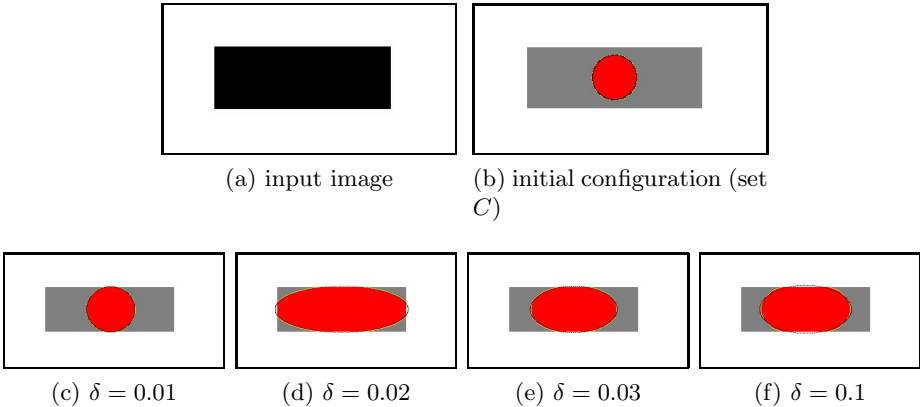 (a) input image
(b) initial configuration (set
C)
(c) δ = 0.01
(d) δ = 0.02
(e) δ = 0.03
(f) δ = 0.1